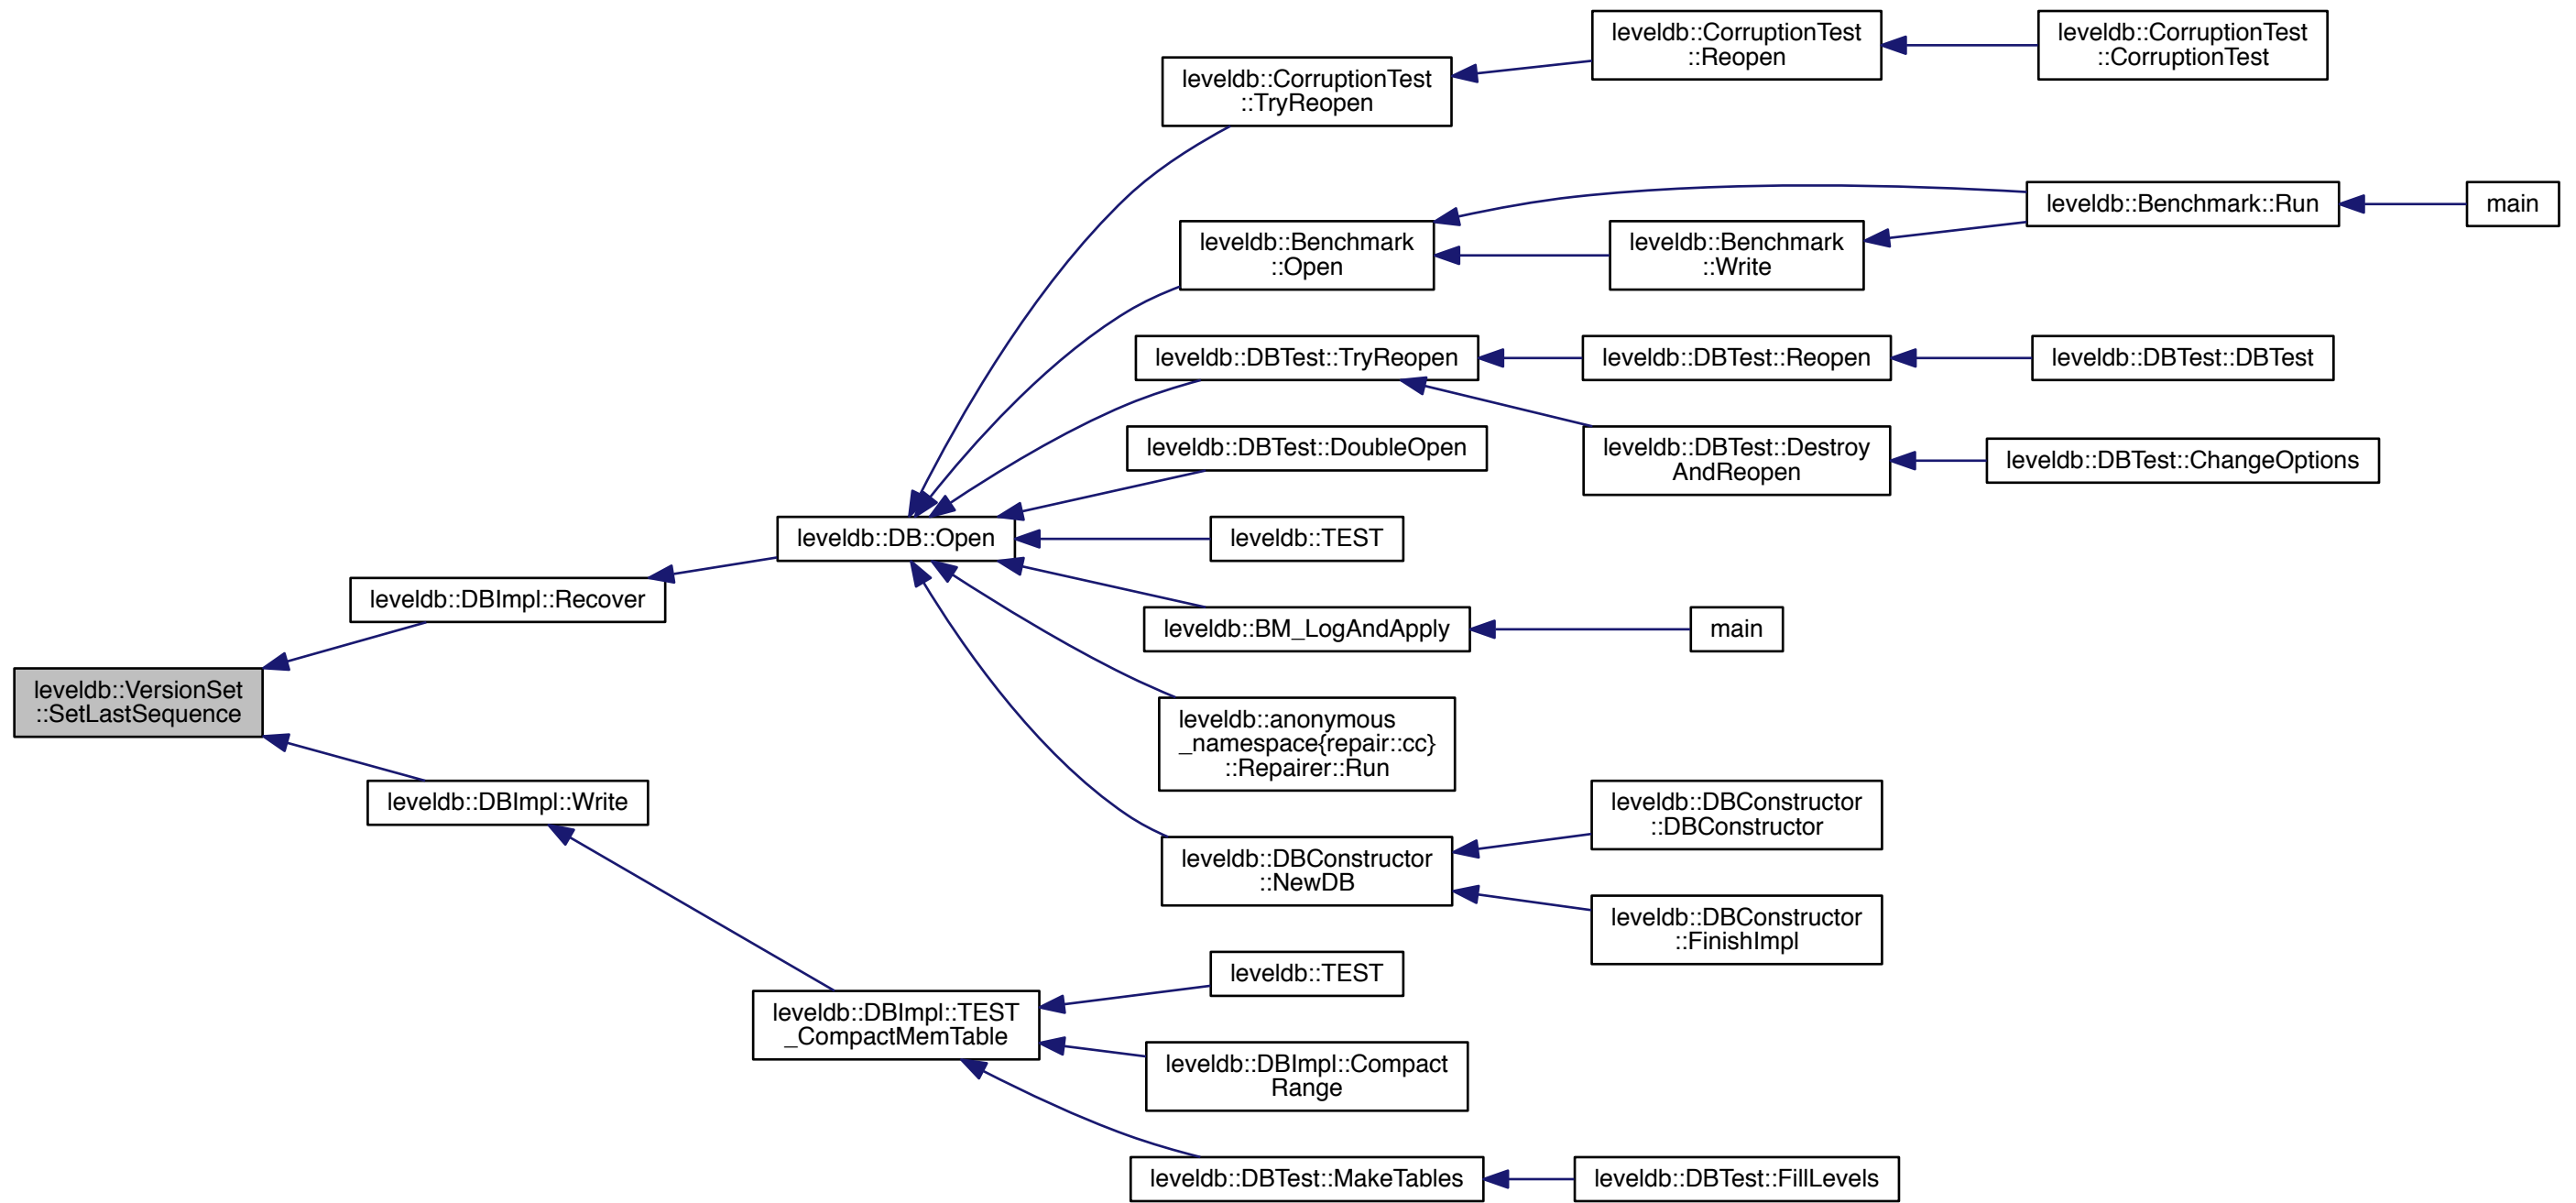 leveldb::CorruptionTest
::Reopen
leveldb::CorruptionTest
::CorruptionTest
leveldb::CorruptionTest
::TryReopen
leveldb::Benchmark::Run
main
leveldb::Benchmark
::Open
leveldb::Benchmark
::Write
leveldb::DBTest::TryReopen
leveldb::DBTest::Reopen
leveldb::DBTest::DBTest
leveldb::DBTest::DoubleOpen
leveldb::DBTest::Destroy
AndReopen
leveldb::DBTest::ChangeOptions
leveldb::DB::Open
leveldb::TEST
leveldb::DBImpl::Recover
leveldb::BM_LogAndApply
main
leveldb::VersionSet
::SetLastSequence
leveldb::anonymous
_namespace{repair::cc}
::Repairer::Run
leveldb::DBImpl::Write
leveldb::DBConstructor
::DBConstructor
leveldb::DBConstructor
::NewDB
leveldb::DBConstructor
::FinishImpl
leveldb::TEST
leveldb::DBImpl::TEST
_CompactMemTable
leveldb::DBImpl::Compact
Range
leveldb::DBTest::MakeTables
leveldb::DBTest::FillLevels